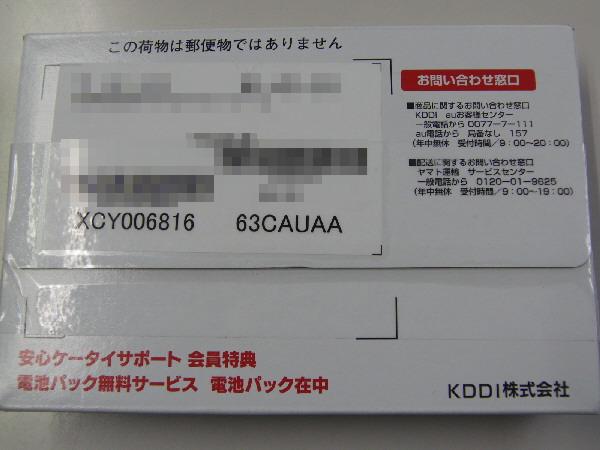 この荷物は郵便物ではありません
XCY006816 63CAUAA
お問い合わせ窓口
■商品に関するお問い合わせ窓口
KDDI auお客様センター
一般電話から 0077-7-111
au電話から 局番なし 157
(年中無休 受付時間/9:00~20:00)
■配送に関するお問い合わせ窓口
ヤマト運輸 サービスセンター
一般電話から 0120-01-9625
(年中無休 受付時間/9:00~19:00)
安心ケータイサポート 会員特典
電池パック無料サービス 電池パック在中
KDDI株式会社